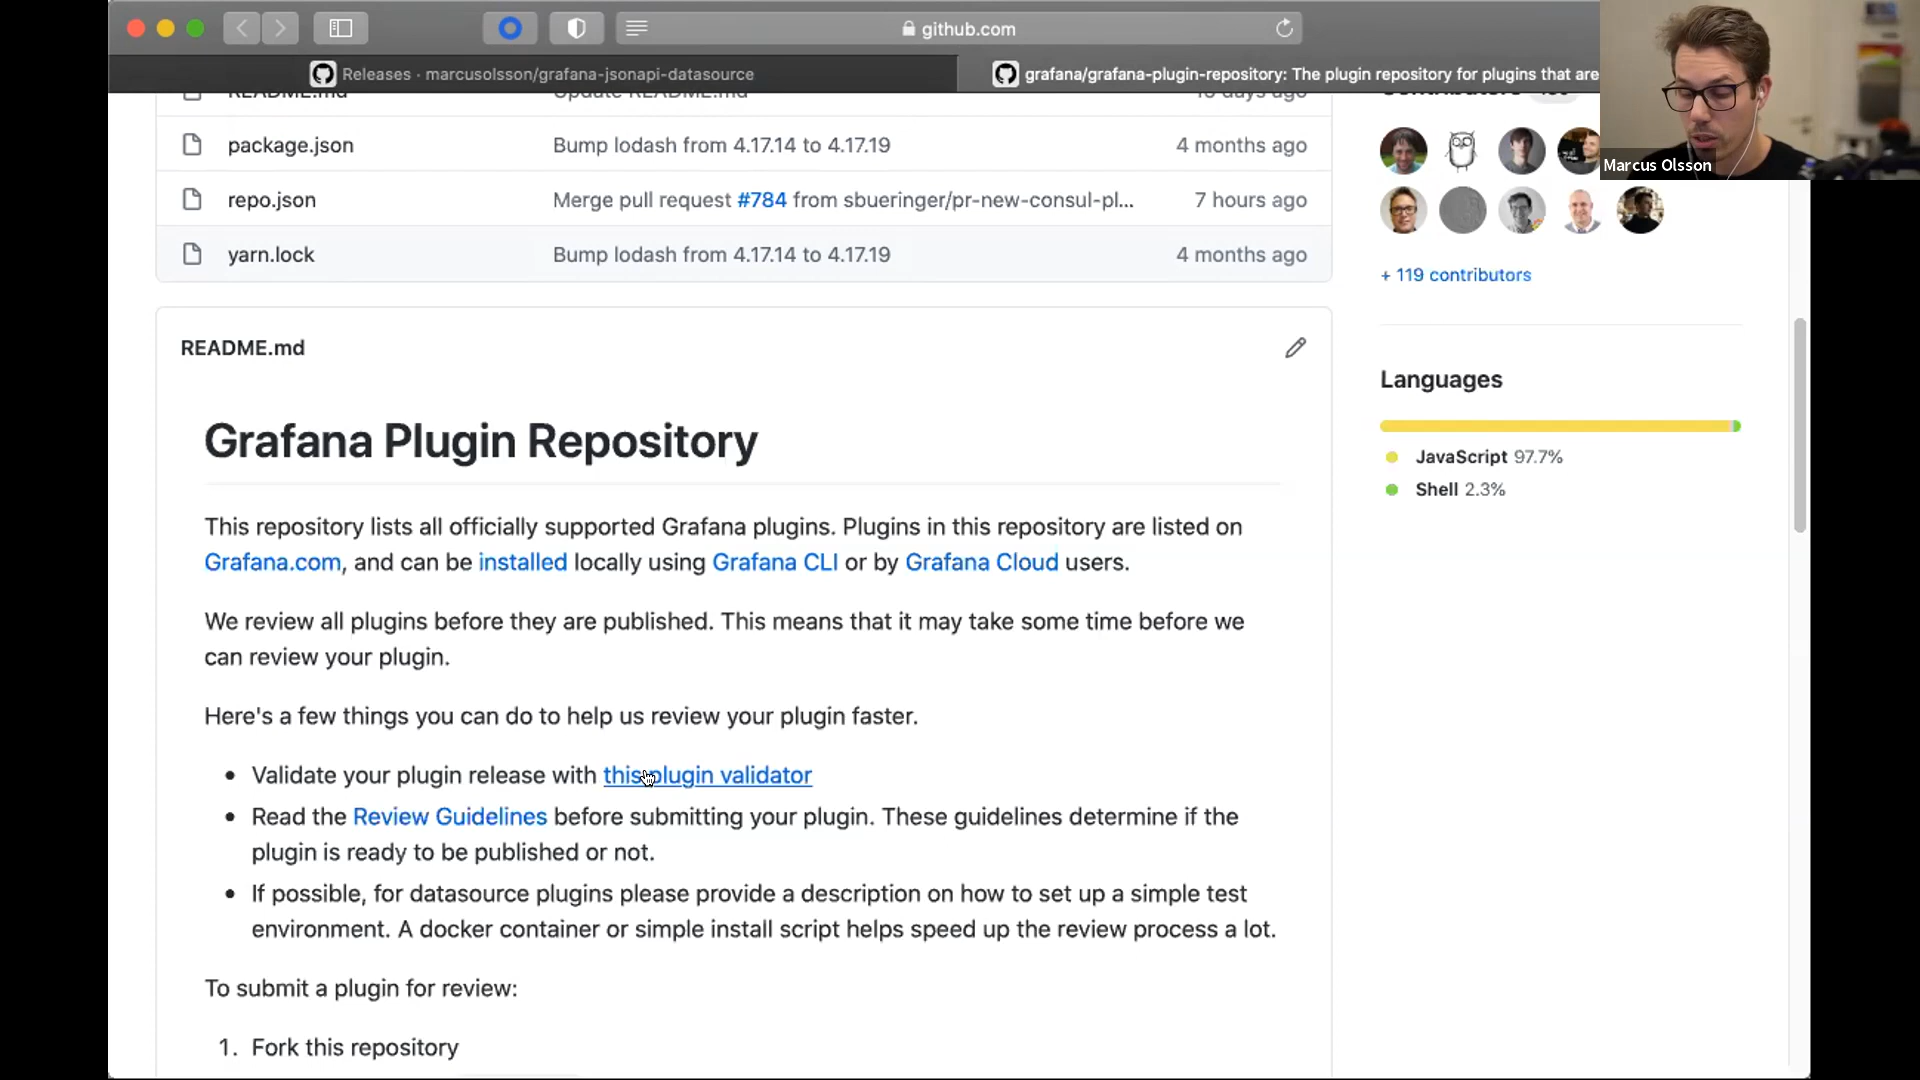 github.com
Releases · marcusolsson/grafana-jsonapi-datasource
grafana/grafana-plugin-repository: The plugin repository for plugins that are
README.md Update README.md days ago
package.json Bump lodash from 4.17.14 to 4.17.19 4 months ago
repo.json Merge pull request #784 from sbueringer/pr-new-consul-pl... 7 hours ago
yarn.lock Bump lodash from 4.17.14 to 4.17.19 4 months ago
Contributors
Marcus Olsson
+ 119 contributors
README.md
Grafana Plugin Repository
This repository lists all officially supported Grafana plugins. Plugins in this repository are listed on
Grafana.com, and can be installed locally using Grafana CLI or by Grafana Cloud users.
We review all plugins before they are published. This means that it may take some time before we
can review your plugin.
Here's a few things you can do to help us review your plugin faster.
• Validate your plugin release with this plugin validator
• Read the Review Guidelines before submitting your plugin. These guidelines determine if the
plugin is ready to be published or not.
• If possible, for datasource plugins please provide a description on how to set up a simple test
environment. A docker container or simple install script helps speed up the review process a lot.
To submit a plugin for review:
1. Fork this repository
Languages
JavaScript 97.7%
Shell 2.3%